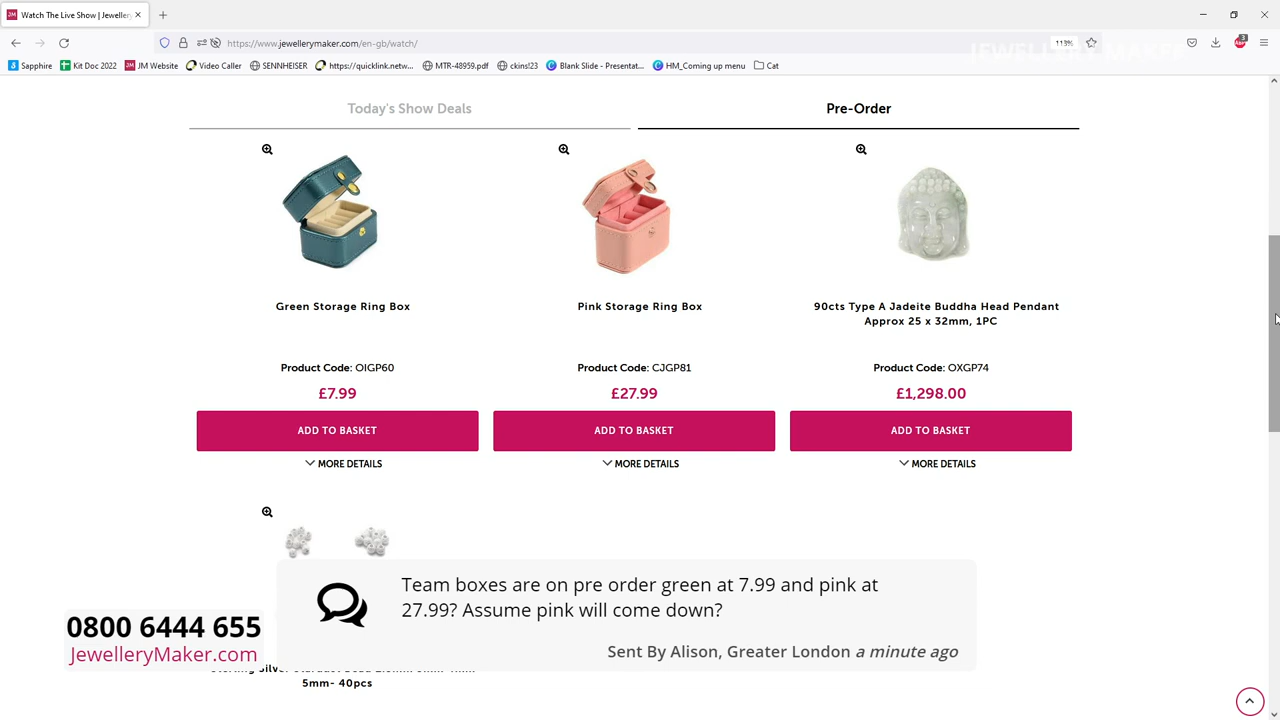 Watch The Live Show | Jeweller
https://www.jewellerymaker.com/en-gb/watch/
113%
JEWELLERY MAKER
Sapphire
Kit Doc 2022
JM Website
Video Caller
SENNHEISER
https://quicklink.netw...
MTR-48959.pdf
ckins!23
Blank Slide - Presentat...
HM_Coming up menu
Cat
Today's Show Deals
Pre-Order
Green Storage Ring Box
Pink Storage Ring Box
90cts Type A Jadeite Buddha Head Pendant
Approx 25 x 32mm, 1PC
Product Code: OIGP60
Product Code: CJGP81
Product Code: OXGP74
£7.99
£27.99
£1,298.00
ADD TO BASKET
ADD TO BASKET
ADD TO BASKET
MORE DETAILS
MORE DETAILS
MORE DETAILS
Team boxes are on pre order green at 7.99 and pink at
27.99? Assume pink will come down?
Sent By Alison, Greater London a minute ago
0800 6444 655
JewelleryMaker.com
5mm- 40pcs